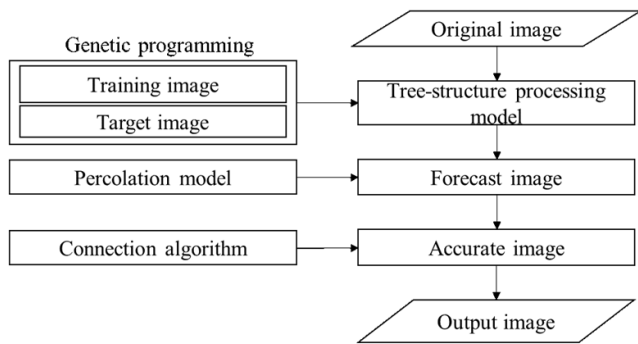 Original image
Genetic programming
Training image
Target image
Tree-structure processing
model
Percolation model
Forecast image
Connection algorithm
Accurate image
Output image